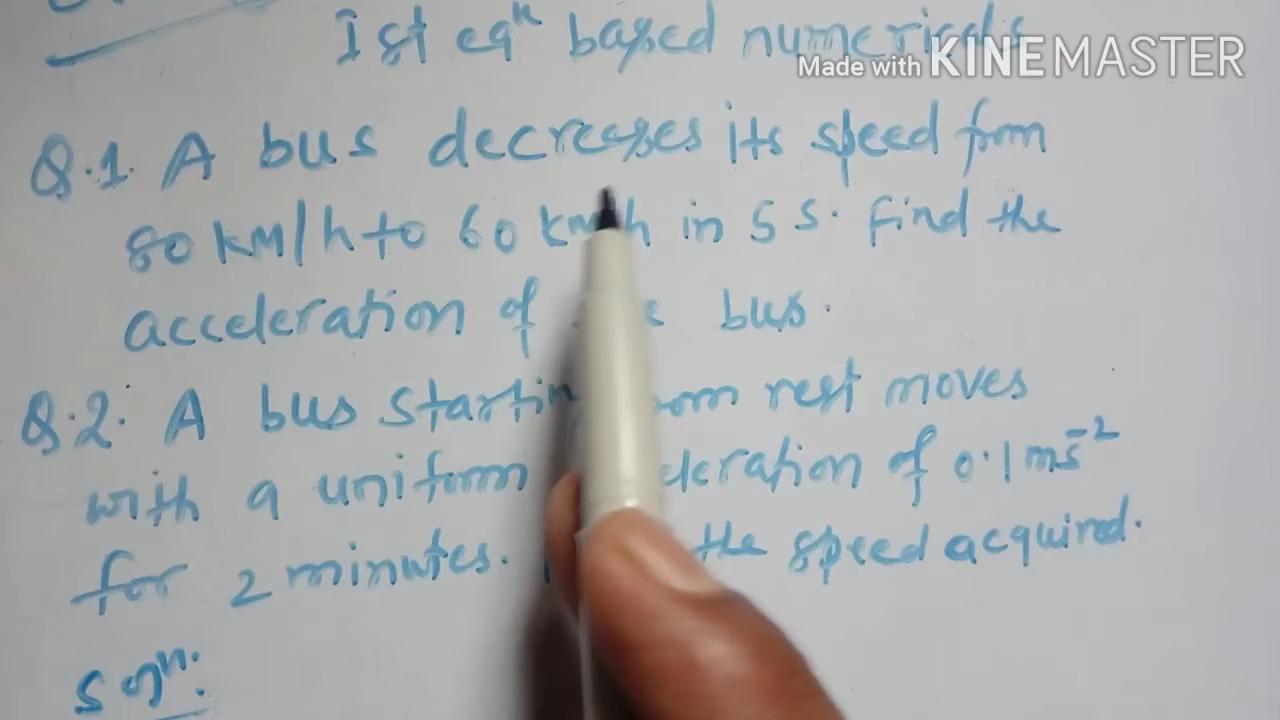 Ist eqn based numericals
Made with KINEMASTER
Q.1. A bus decreases its speed from
80 KM/h to 60 km/h in 5 s. Find the
acceleration of bus.
Q.2. A bus starting from rest moves
with a uniform acceleration of 0.1 ms-2
for 2 minutes. the speed acquired.
Soln: